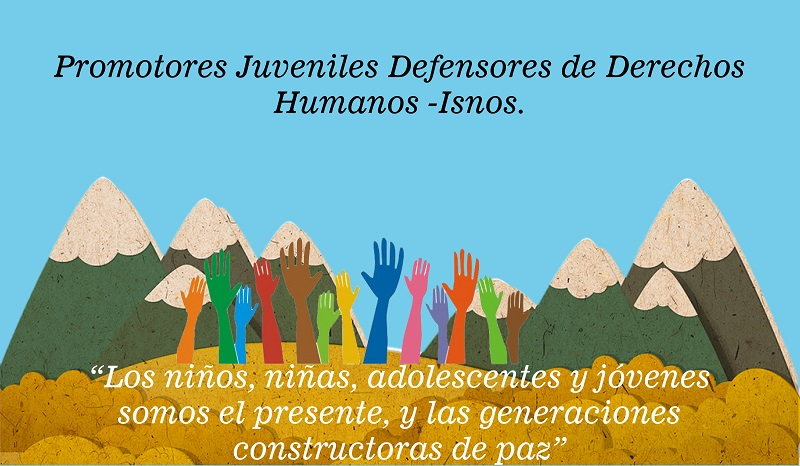 Promotores Juveniles Defensores de Derechos
Humanos -Isnos.
“Los niños, niñas, adolescentes y jóvenes
somos el presente, y las generaciones
constructoras de paz”